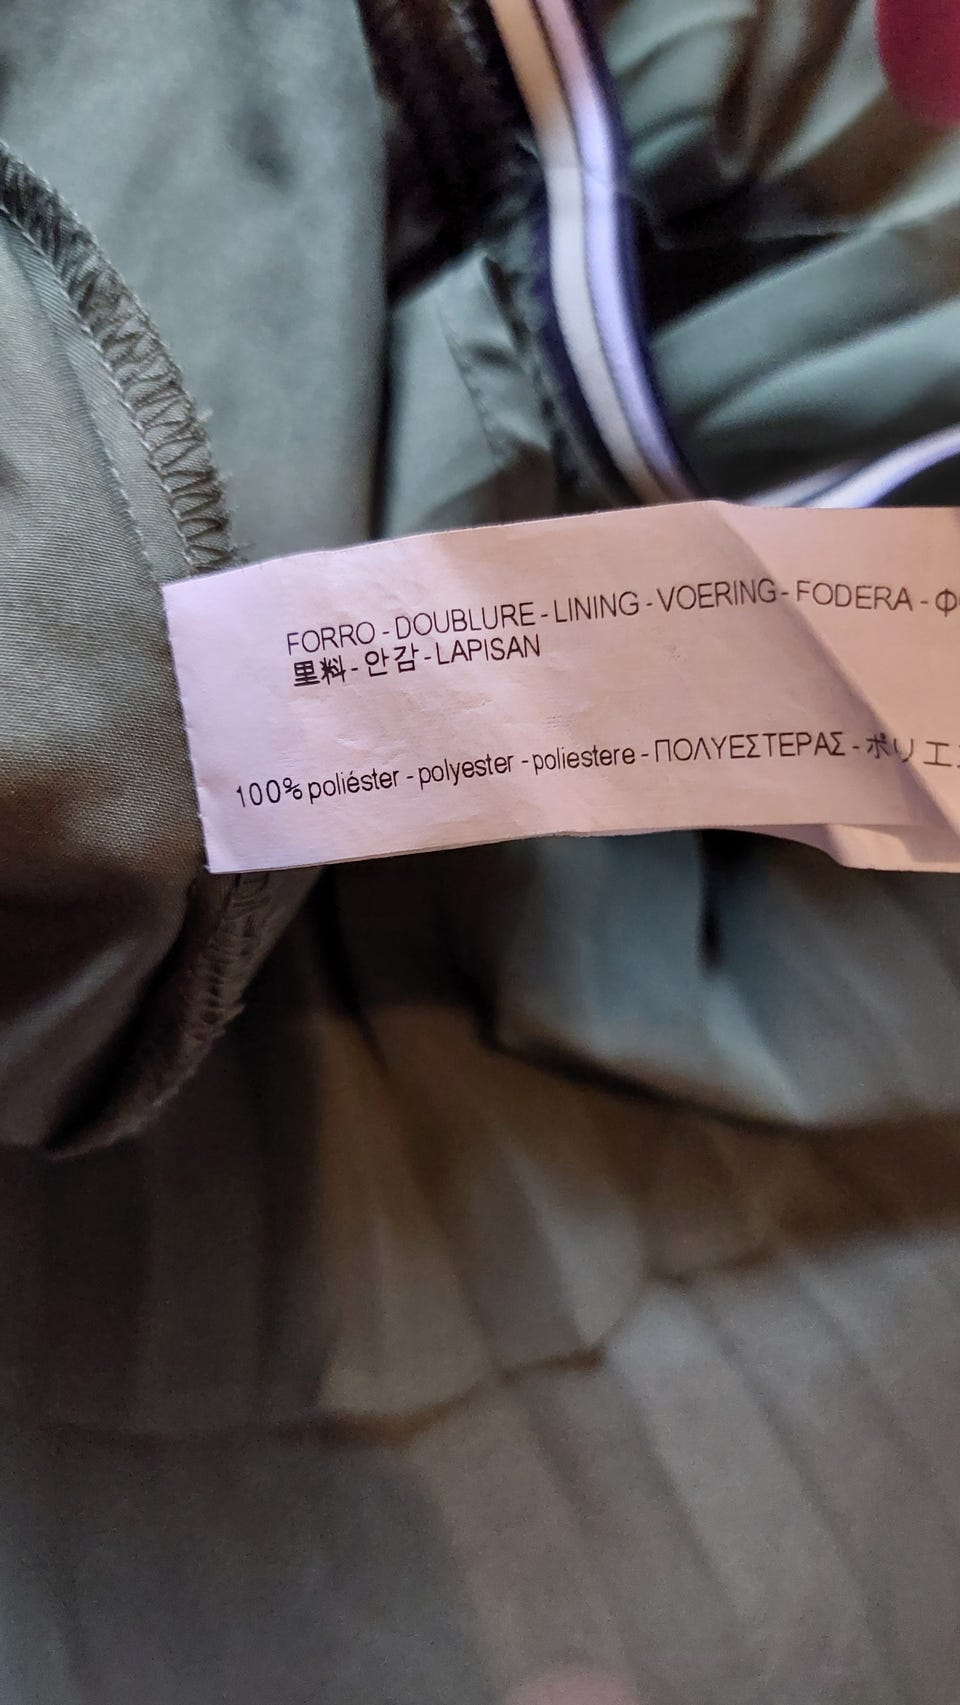 FORRO - DOUBLURE - LINING - VOERING - FODERA -
里料 - 안감 - LAPISAN
100% poliéster - polyester - poliestere - ΠΟΛΥΕΣΤΕΡΑΣ -